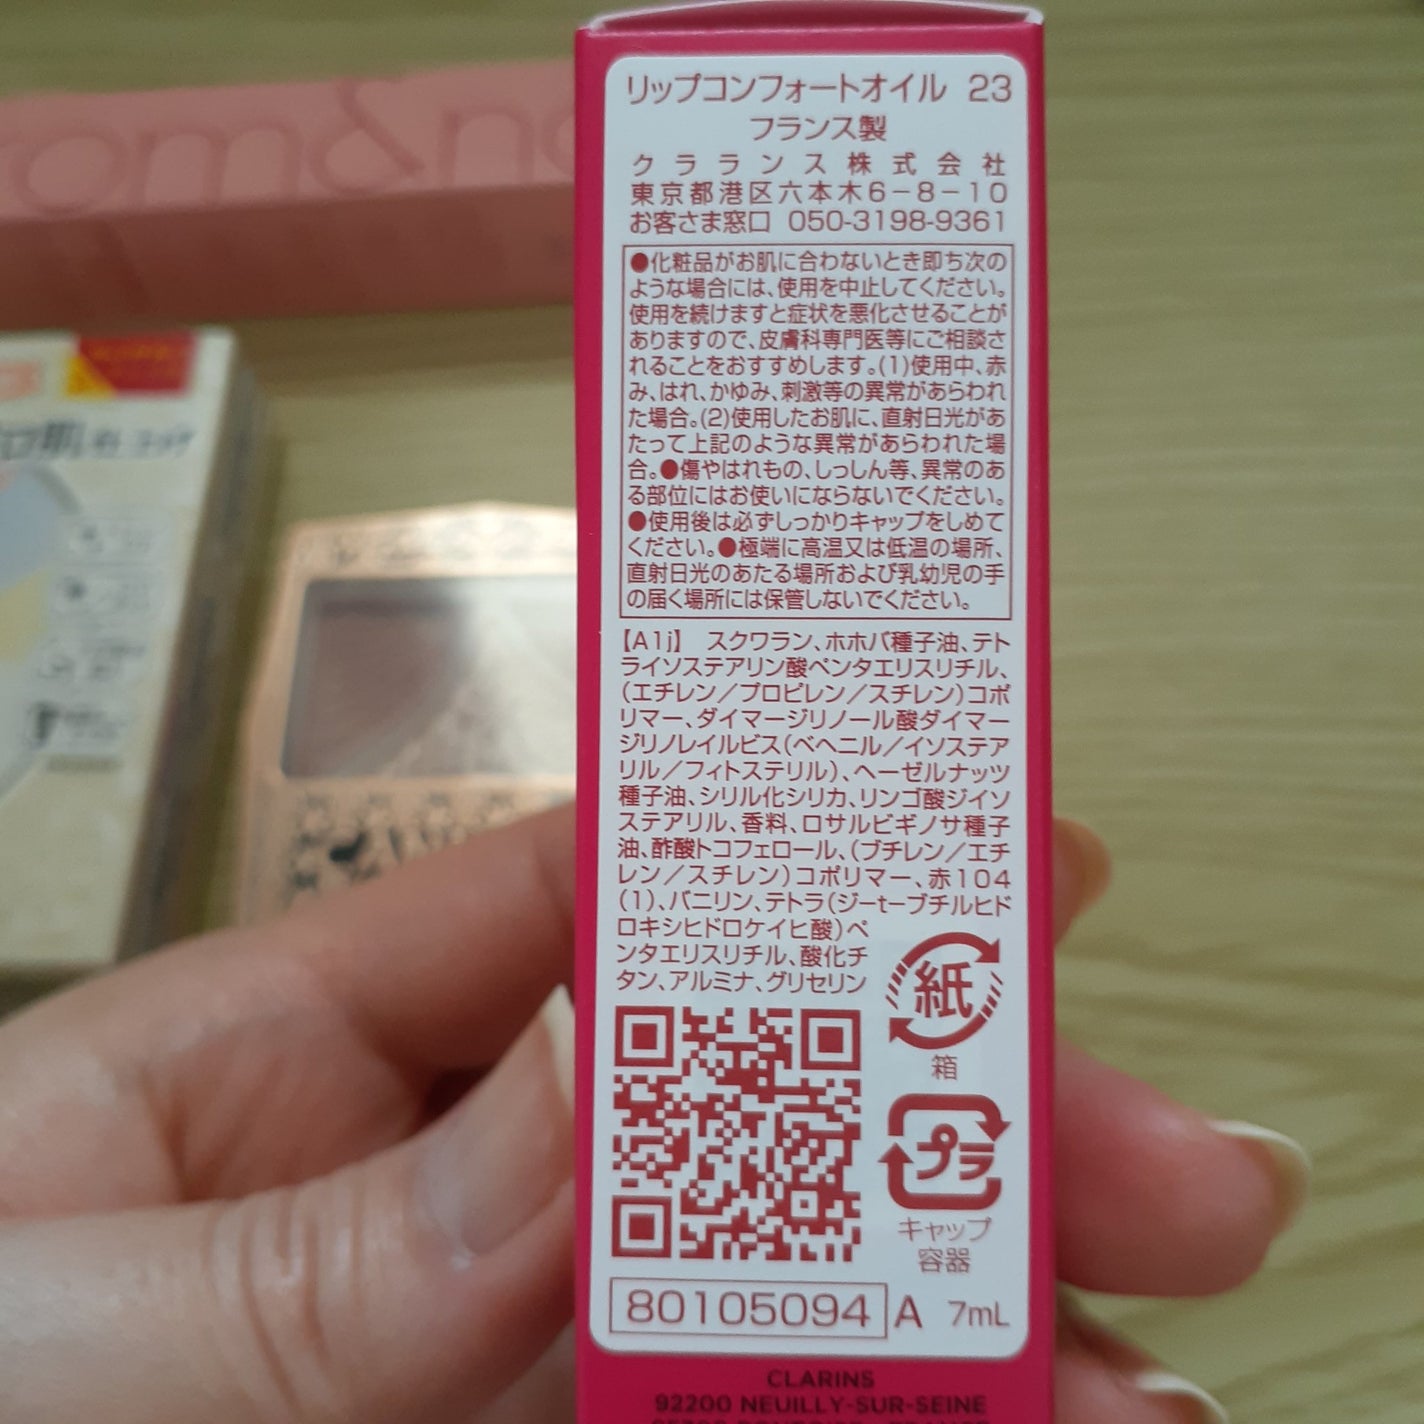 リップコンフォートオイル 23
フランス製
クラランス株式会社
東京都港区六本木6－8－10
お客さま窓口 050-3198-9361
●化粧品がお肌に合わないとき即ち次の
ような場合には、使用を中止してください。
使用を続けますと症状を悪化させることが
ありますので、皮膚科専門医等にご相談さ
れることをおすすめします。(1)使用中、赤
み、はれ、かゆみ、刺激等の異常があらわれ
た場合。(2)使用したお肌に、直射日光があ
たって上記のような異常があらわれた場
合。●傷やはれもの、しっしん等、異常のあ
る部位にはお使いにならないでください。
●使用後は必ずしっかりキャップをしめて
ください。●極端に高温又は低温の場所、
直射日光のあたる場所および乳幼児の手
の届く場所には保管しないでください。
【A1j】 スクワラン、ホホバ種子油、テト
ライソステアリン酸ペンタエリスリチル、
(エチレン／プロピレン／スチレン)コポ
リマー、ダイマージリノール酸ダイマー
ジリノレイルビス(ベヘニル／イソステア
リル／フィトステリル)、ヘーゼルナッツ
種子油、シリル化シリカ、リンゴ酸ジイソ
ステアリル、香料、ロサルビギノサ種子
油、酢酸トコフェロール、(ブチレン／エチ
レン／スチレン)コポリマー、赤104
(1)、バニリン、テトラ(ジーtーブチルヒド
ロキシヒドロケイヒ酸)ペ
ンタエリスリチル、酸化チ
タン、アルミナ、グリセリン
紙
箱
プラ
キャップ
容器
80105094 A 7mL
CLARINS
92200 NEUILLY-SUR-SEINE
om&n